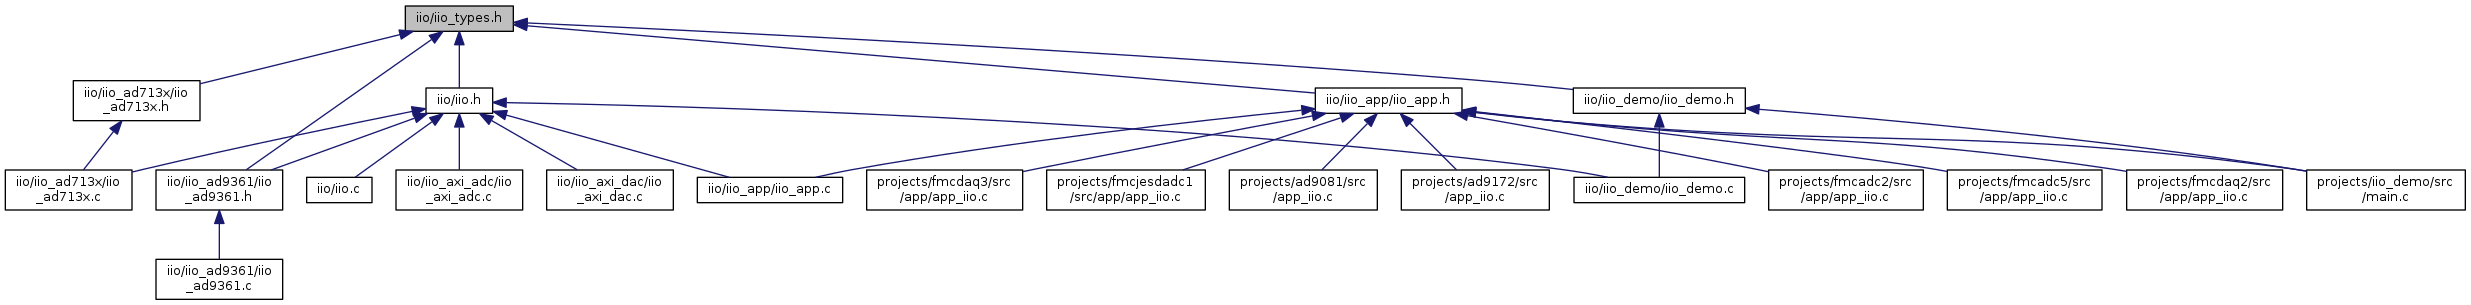 iio/iio_types.h
iio/iio_ad713x/iio
_ad713x.h
iio/iio.h
iio/iio_app/iio_app.h
iio/iio_demo/iio_demo.h
iio/iio_ad713x/iio
_ad713x.c
iio/iio_ad9361/iio
_ad9361.h
iio/iio.c
iio/iio_axi_adc/iio
_axi_adc.c
iio/iio_axi_dac/iio
_axi_dac.c
iio/iio_app/iio_app.c
projects/fmcdaq3/src
/app/app_iio.c
projects/fmcjesdadc1
/src/app/app_iio.c
projects/ad9081/src
/app_iio.c
projects/ad9172/src
/app_iio.c
iio/iio_demo/iio_demo.c
projects/fmcadc2/src
/app/app_iio.c
projects/fmcadc5/src
/app/app_iio.c
projects/fmcdaq2/src
/app/app_iio.c
projects/iio_demo/src
/main.c
iio/iio_ad9361/iio
_ad9361.c